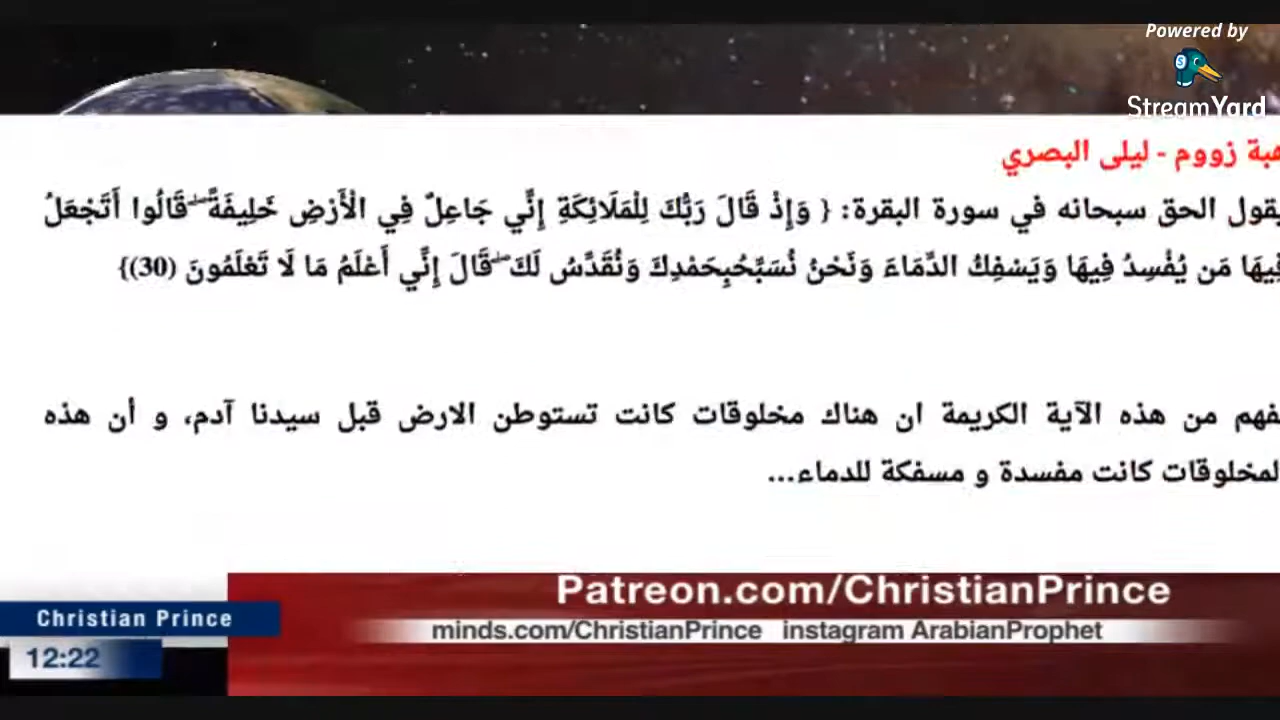 Powered by
StreamYard
هبة زووم - ليلى البصري
يقول الحق سبحانه في سورة البقرة: { وَإِذْ قَالَ رَبُّكَ لِلْمَلَائِكَةِ إِنِّي جَاعِلٌ فِي الْأَرْضِ خَلِيفَةً ۖ قَالُوا أَتَجْعَلُ
فِيهَا مَن يُفْسِدُ فِيهَا وَيَسْفِكُ الدِّمَاءَ وَنَحْنُ نُسَبِّحُبِحَمْدِكَ وَنُقَدِّسُ لَكَ ۖ قَالَ إِنِّي أَعْلَمُ مَا لَا تَعْلَمُونَ (30)}
فهم من هذه الآية الكريمة ان هناك مخلوقات كانت تستوطن الارض قبل سيدنا آدم، و أن هذه
لمخلوقات كانت مفسدة و مسفكة للدماء...
Patreon.com/ChristianPrince
Christian Prince
minds.com/ChristianPrince instagram ArabianProphet
12:22